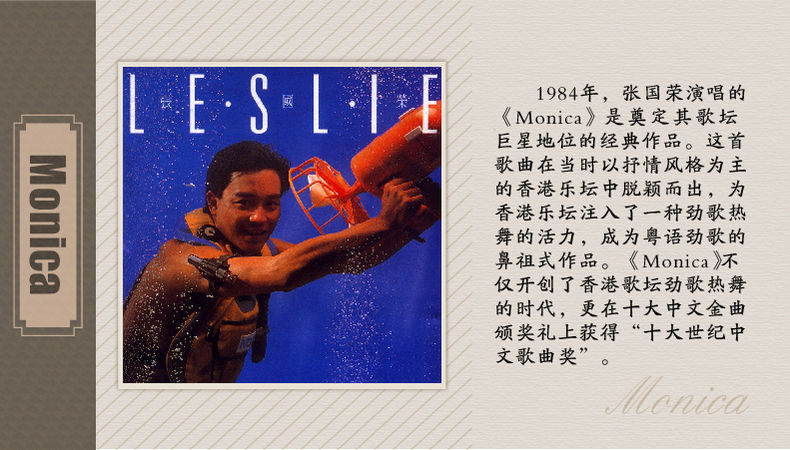 Monica
L·E·S·L·I·E
張 國 榮
1984年，张国荣演唱的
《Monica》是奠定其歌坛
巨星地位的经典作品。这首
歌曲在当时以抒情风格为主
的香港乐坛中脱颖而出，为
香港乐坛注入了一种劲歌热
舞的活力，成为粤语劲歌的
鼻祖式作品。《Monica》不
仅开创了香港歌坛劲歌热舞
的时代，更在十大中文金曲
颁奖礼上获得“十大世纪中
文歌曲奖”。
Monica